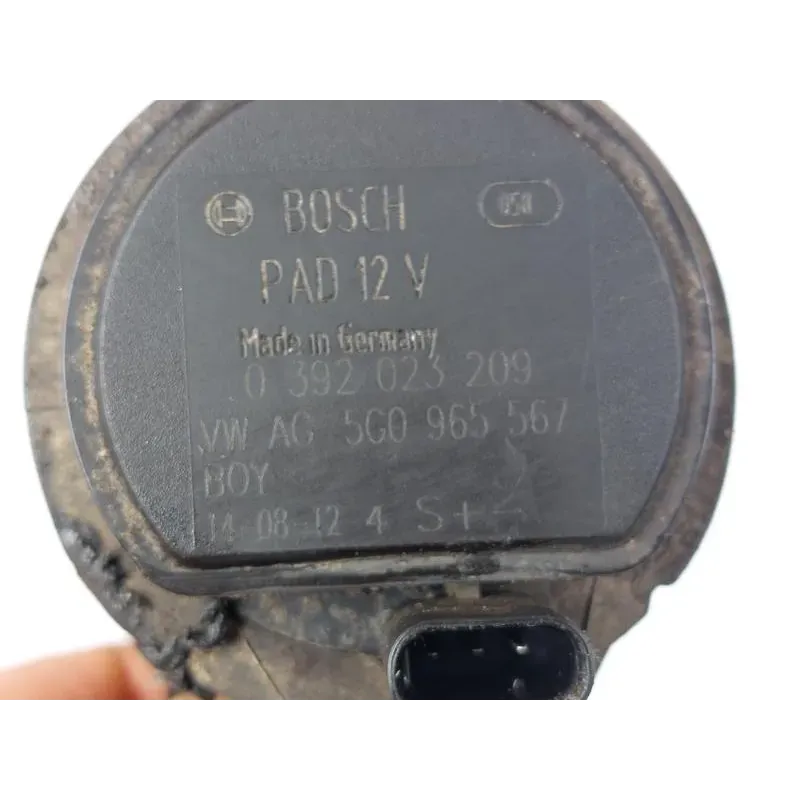 BOSCH 050
PAD 12 V
Made in Germany
0 392 023 209
VW AG 5G0 965 567
BOY
14-08-12 4 S+